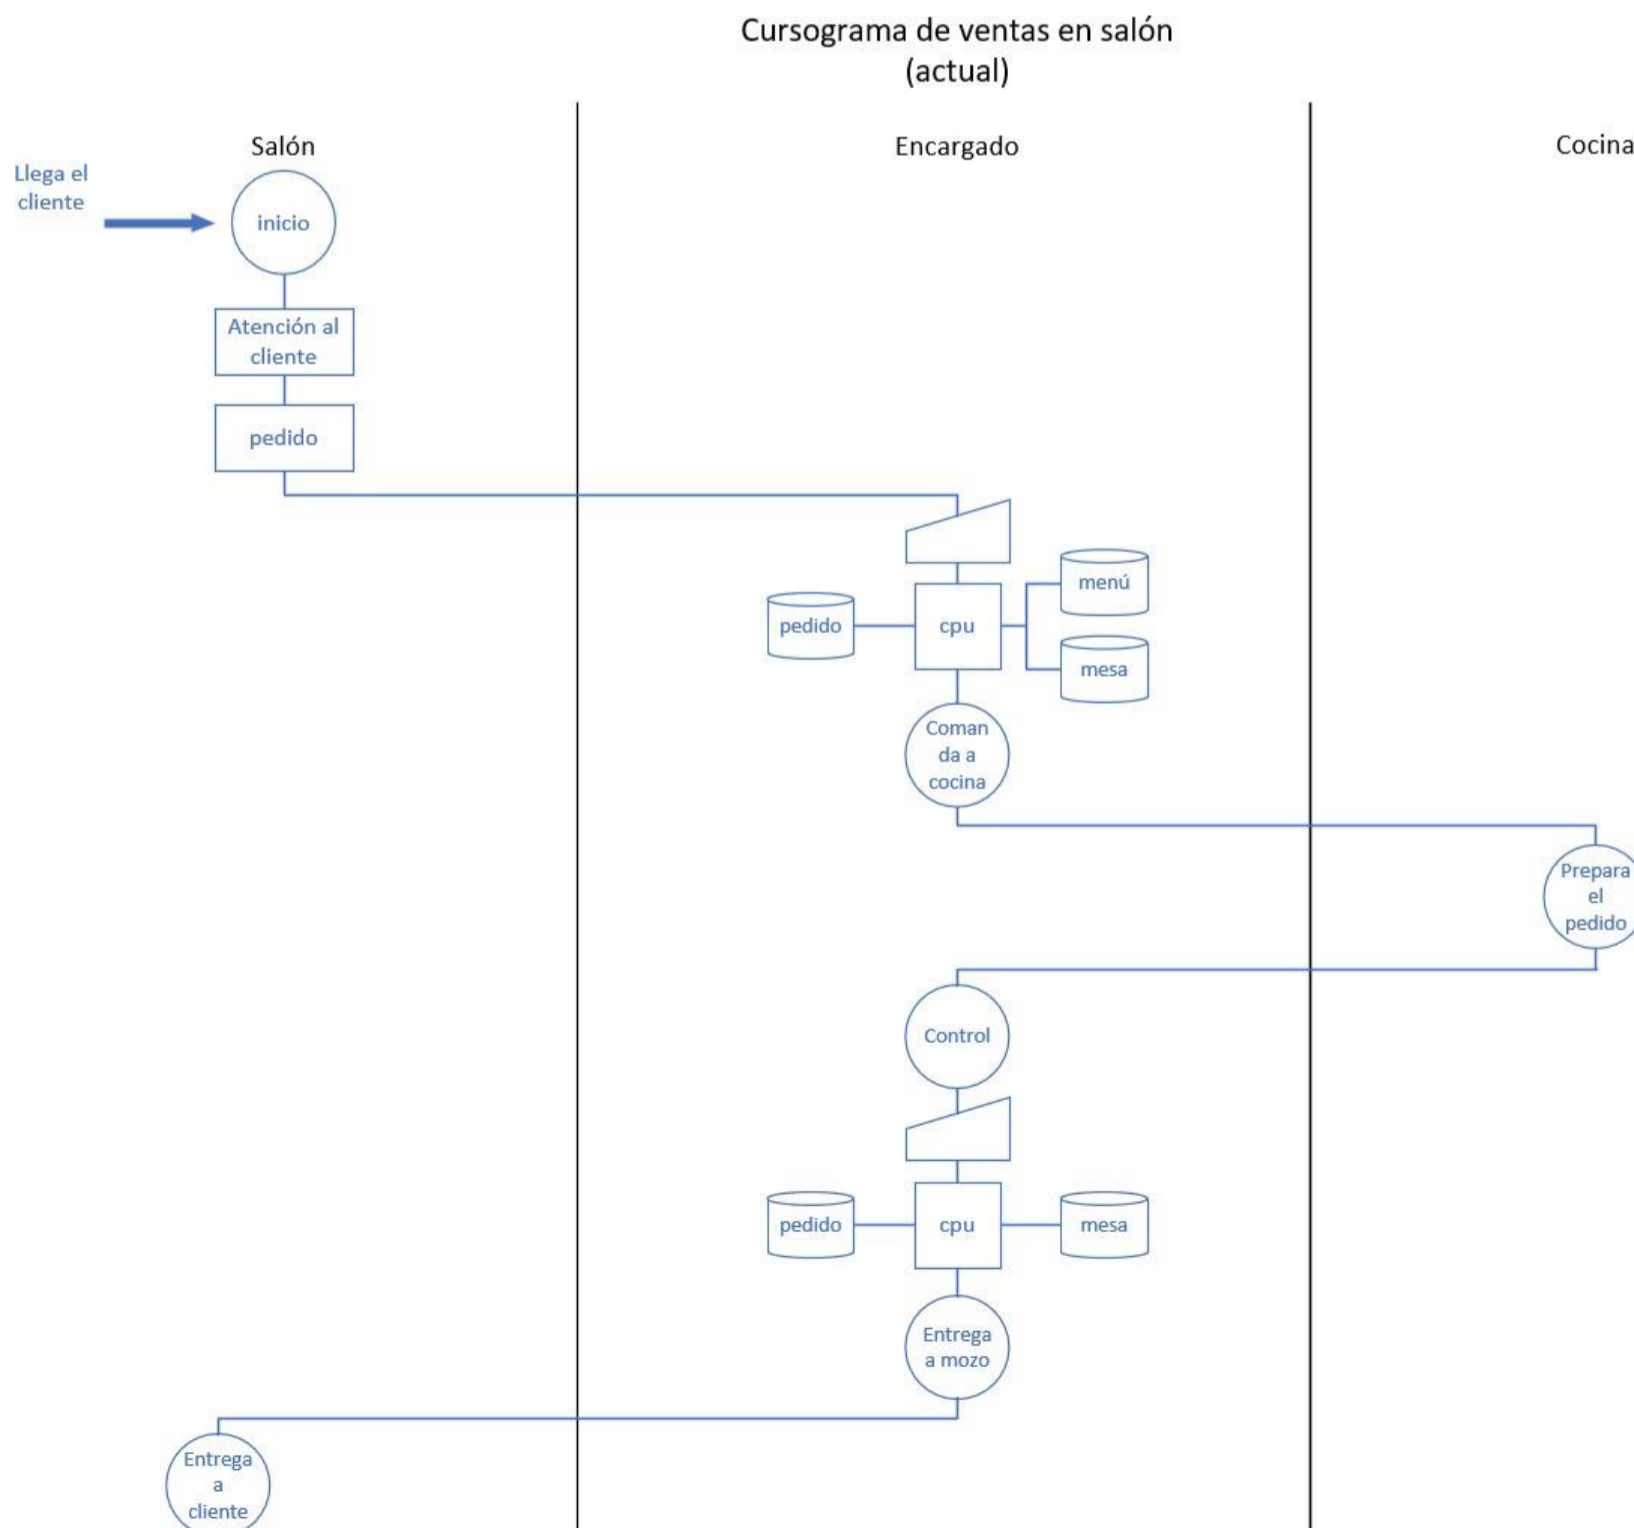 Cursograma de ventas en salón
(actual)
Salón
Encargado
Cocina
Llega el
cliente
inicio
Atención al
cliente
pedido
menú
pedido
cpu
mesa
Coman
da a
cocina
Prepara
el
pedido
Control
pedido
cpu
mesa
Entrega
a mozo
Entrega
a
cliente